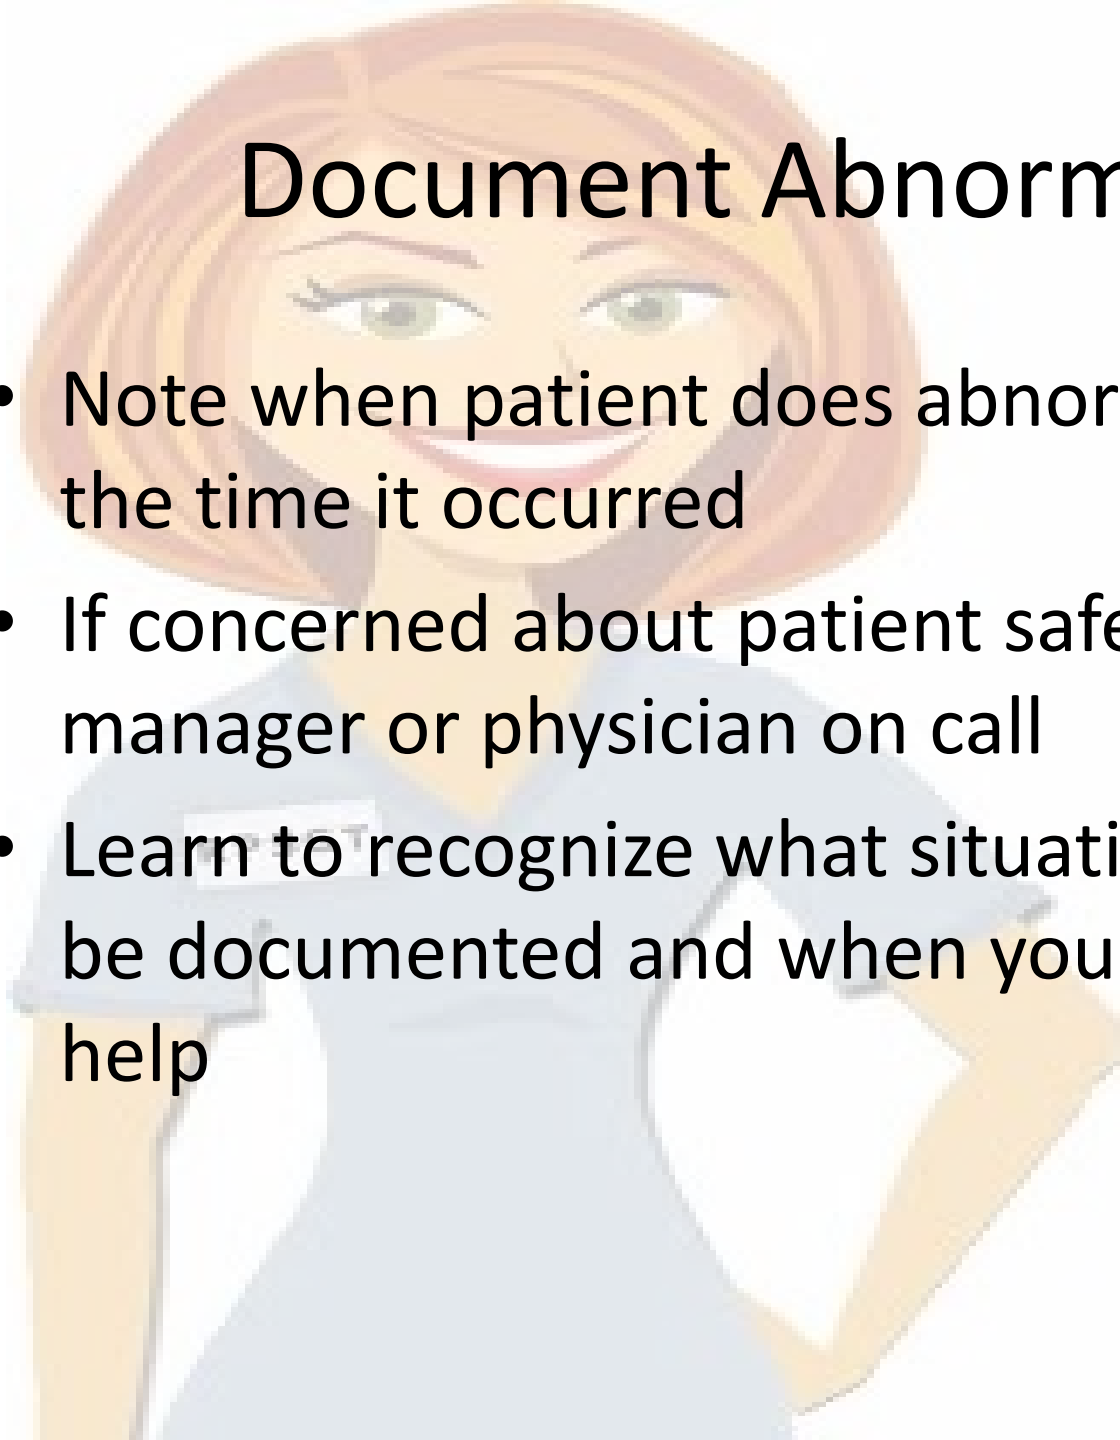 Document Abnorm
• Note when patient does abnor
the time it occurred
• If concerned about patient safe
manager or physician on call
• Learn to recognize what situati
be documented and when you
help